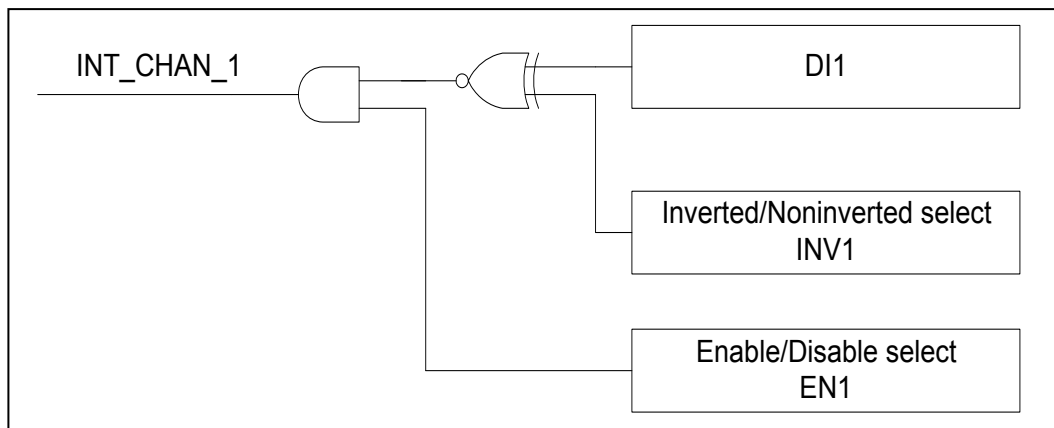 INT_CHAN_1
DI1
Inverted/Noninverted select
INV1
Enable/Disable select
EN1